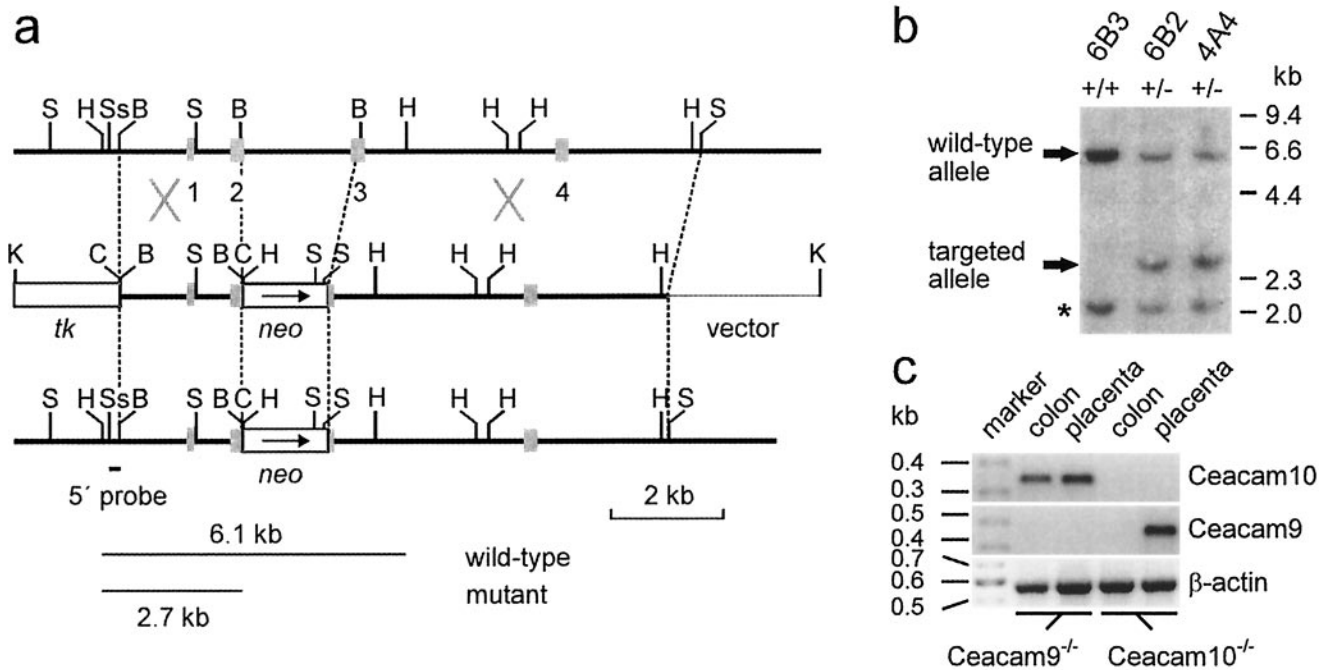 a
S HSsB S B B H H H H S
1 2 3 4
K C B S B C H S S H H H H K
tk neo vector
S HSsB S B C H S S H H H H S
neo
5´ probe
2 kb
6.1 kb
wild-type
mutant
2.7 kb
b
6B3 6B2 4A4
+/+ +/- +/- kb
9.4
wild-type allele
6.6
4.4
targeted allele
2.3
*
2.0
c
kb marker colon placenta colon placenta
0.4
Ceacam10
0.3
0.5
Ceacam9
0.4
0.7
0.6
β-actin
0.5
Ceacam9-/- Ceacam10-/-